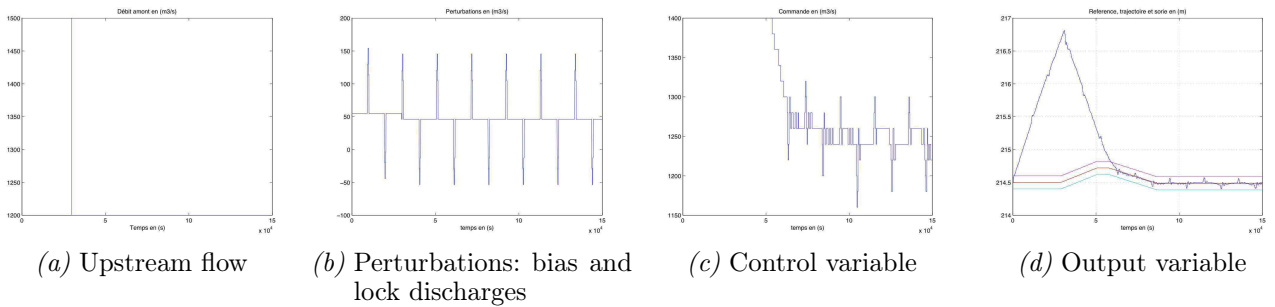 Débit amont en (m3/s)
1500
1450
1400
1350
1300
1250
1200
0
5
10
15
Temps en (s)
x 10⁴
Perturbations en (m3/s)
200
150
100
50
0
−50
−100
0
5
10
15
temps en (s)
x 10⁴
Commande en (m3/s)
1400
1350
1300
1250
1200
1150
0
5
10
15
temps en (s)
x 10⁴
Reference, trajectoire et sorie en (m)
217
216.5
216
215.5
215
214.5
214
0
5
10
15
temps en (s)
x 10⁴
(a) Upstream flow
(b) Perturbations: bias and
lock discharges
(c) Control variable
(d) Output variable